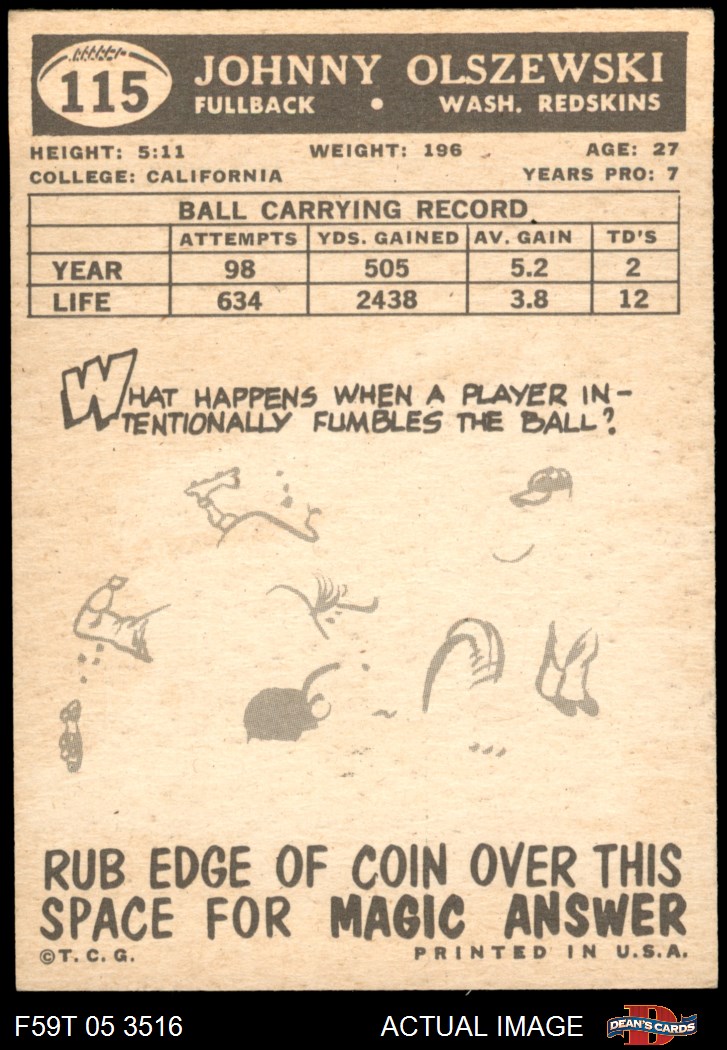 115
JOHNNY OLSZEWSKI
FULLBACK • WASH. REDSKINS
HEIGHT: 5:11 WEIGHT: 196 AGE: 27
COLLEGE: CALIFORNIA YEARS PRO: 7
BALL CARRYING RECORD
ATTEMPTS YDS. GAINED AV. GAIN TD'S
YEAR 98 505 5.2 2
LIFE 634 2438 3.8 12
WHAT HAPPENS WHEN A PLAYER IN-
TENTIONALLY FUMBLES THE BALL?
RUB EDGE OF COIN OVER THIS
SPACE FOR MAGIC ANSWER
©T.C.G. PRINTED IN U.S.A.
F59T 05 3516 ACTUAL IMAGE D DEAN'S CARDS